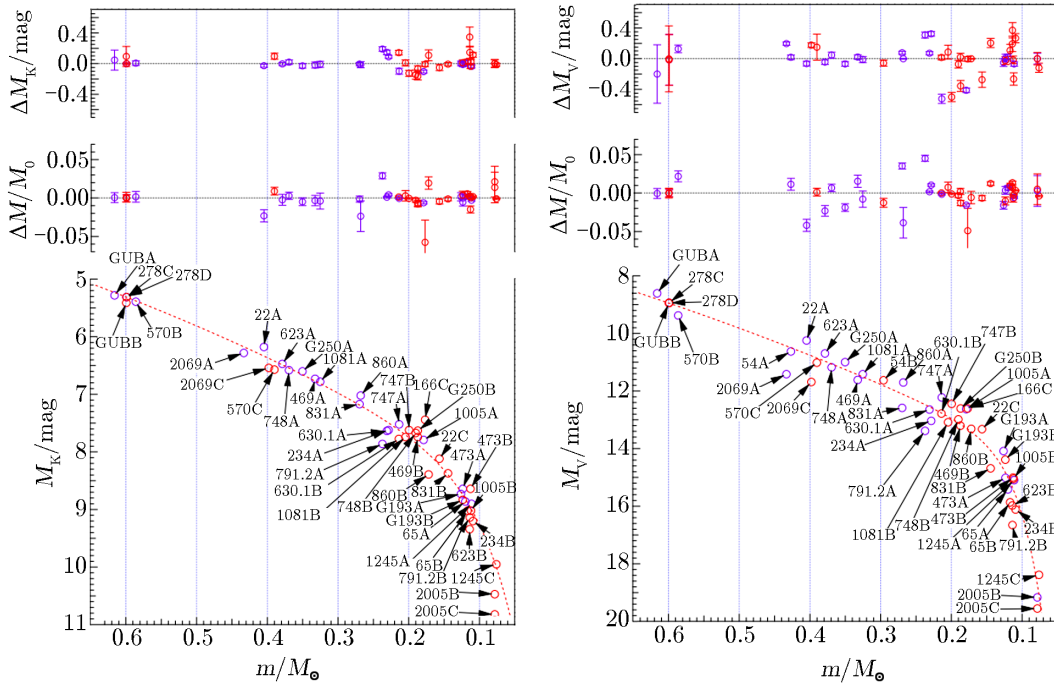 ΔM_K/mag
0.4
0.0
−0.4
ΔM/M_0
0.05
0.00
−0.05
M_K/mag
5
6
7
8
9
10
11
GUBA
278C
278D
GUBB
570B
22A
623A
G250A
1081A
2069A
2069C
570C
748A
469A
831A
860A
747B
747A
166C
G250B
1005A
630.1A
234A
791.2A
630.1B
1081B
748B
469B
22C
473A
473B
860B
831B
1005B
G193A
G193B
65A
1245A
65B
791.2B
623B
234B
1245C
2005B
2005C
0.6
0.4
0.3
0.2
0.1
m/M_⊙
ΔM_V/mag
0.4
0.0
−0.4
ΔM/M_0
0.05
0.00
−0.05
M_V/mag
8
10
12
14
16
18
20
GUBA
278C
278D
GUBB
570B
22A
623A
G250A
1081A
54B
54A
2069A
570C
2069C
748A
469A
831A
860A
747A
630.1B
747B
G250B
1005A
166C
630.1A
234A
791.2A
1081B
748B
469B
860B
22C
G193A
G193B
1005B
831B
473A
473B
1245A
65A
65B
623B
234B
791.2B
1245C
2005B
2005C
0.6
0.4
0.3
0.2
0.1
m/M_⊙